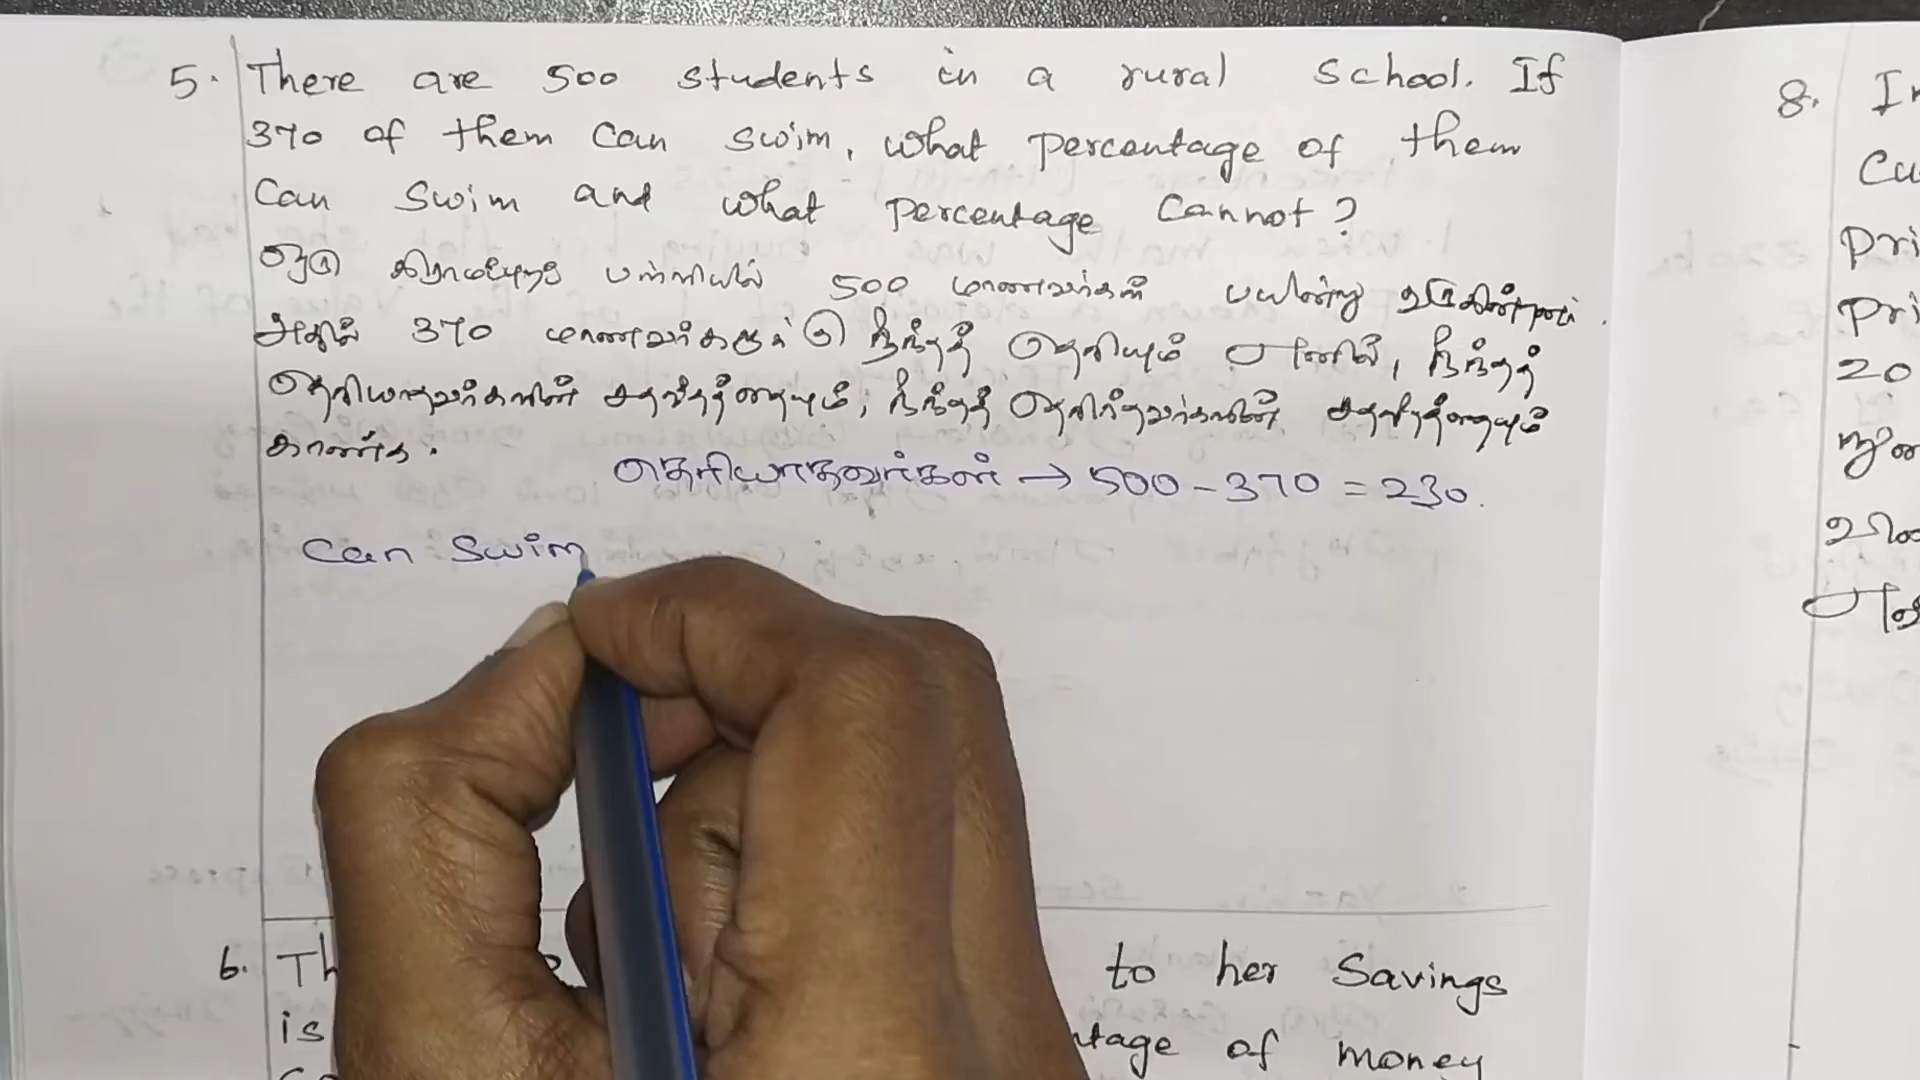 5. There are 500 students in a rural school. If
370 of them can swim, what percentage of them
can swim and what percentage cannot?
ஒரு கிராமப்புறப் பள்ளியில் 500 மாணவர்கள் பயின்று வருகின்றனர்.
அதில் 370 மாணவர்களுக்கு நீந்தத் தெரியும் எனில், நீந்தத்
தெரியாதவர்களின் சதவீதத்தையும், நீந்தத் தெரிந்தவர்களின் சதவீதத்தையும்
காண்க.
தெரியாதவர்கள் → 500 - 370 = 230.
Can swim
6. Th to her Savings
is of money
8. In
Cu
Pri
Pri
20